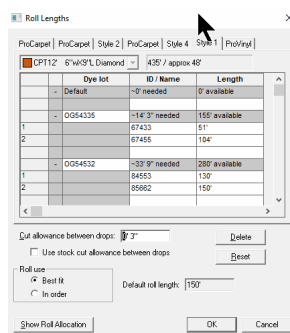 Roll Lengths
ProCarpet | ProCarpet | Style 2 | ProCarpet | Style 4 | Style 1 | ProVinyl
CPT12' 6"wX9"L Diamond 435' / approx 48'
Dye lot ID / Name Length
- Default ~0' needed 0' available
- OG54335 ~14' 3" needed 155' available
1 67433 51'
2 67455 104'
- OG54532 ~33' 9" needed 280' available
1 84553 130'
2 85662 150'
Cut allowance between drops: 0' 3" Delete
Use stock cut allowance between drops Reset
Roll use
Best fit
In order
Default roll length: 150'
Show Roll Allocation OK Cancel